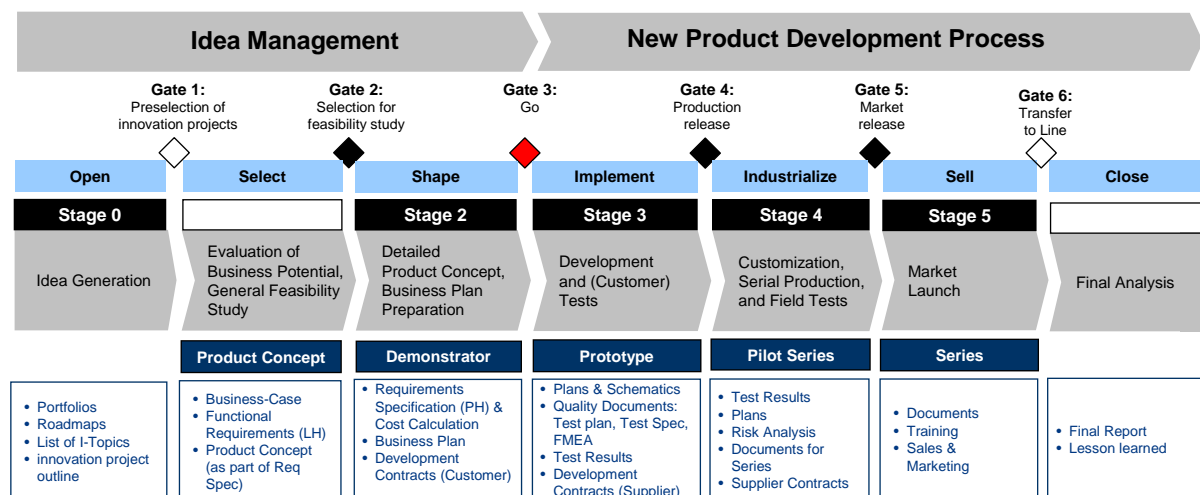 Idea Management
New Product Development Process
Gate 1:
Preselection of
innovation projects
Gate 2:
Selection for
feasibility study
Gate 3:
Go
Gate 4:
Production
release
Gate 5:
Market
release
Gate 6:
Transfer
to Line
Open
Select
Shape
Implement
Industrialize
Sell
Close
Stage 0
Stage 2
Stage 3
Stage 4
Stage 5
Idea Generation
Evaluation of
Business Potential,
General Feasibility
Study
Detailed
Product Concept,
Business Plan
Preparation
Development
and (Customer)
Tests
Customization,
Serial Production,
and Field Tests
Market
Launch
Final Analysis
Product Concept
Demonstrator
Prototype
Pilot Series
Series
• Portfolios
• Roadmaps
• List of I-Topics
• innovation project
outline
• Business-Case
• Functional
Requirements (LH)
• Product Concept
(as part of Req
Spec)
• Requirements
Specification (PH) &
Cost Calculation
• Business Plan
• Development
Contracts (Customer)
• Plans & Schematics
• Quality Documents:
Test plan, Test Spec,
FMEA
• Test Results
• Development
Contracts (Supplier)
• Test Results
• Plans
• Risk Analysis
• Documents for
Series
• Supplier Contracts
• Documents
• Training
• Sales &
Marketing
• Final Report
• Lesson learned